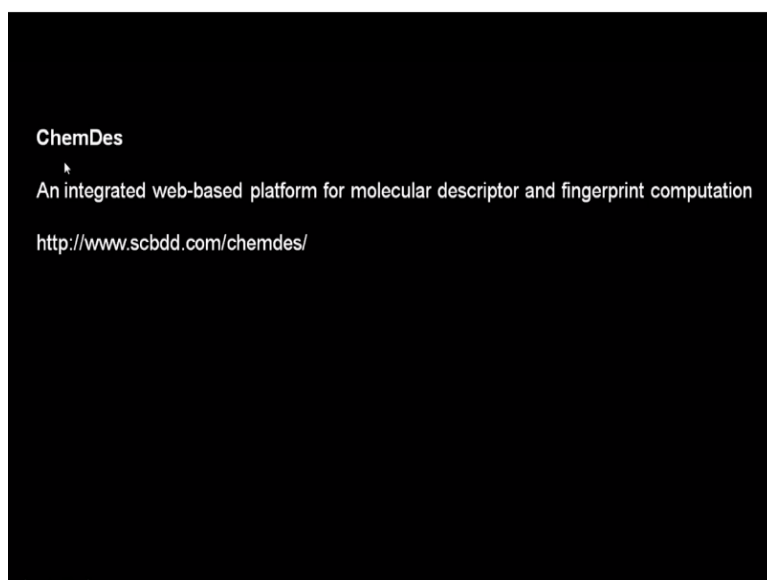 ChemDes
An integrated web-based platform for molecular descriptor and fingerprint computation
http://www.scbdd.com/chemdes/